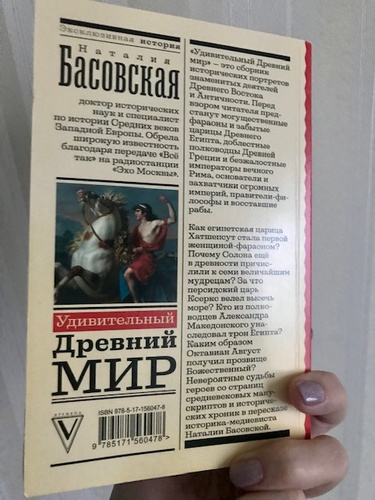 Эксклюзивная история
Наталия
Басовская
доктор исторических
наук и специалист
по истории Средних веков
Западной Европы. Обрела
широкую известность
благодаря передаче «Всё
так» на радиостанции
«Эхо Москвы».
Удивительный
Древний
МИР
ISBN 978-5-17-156047-8
9 785171 560478 >
«Удивительный Древний
мир» – это сборник
исторических портретов
знаменитых деятелей
Древнего Востока
и Античности. Перед
взором читателя пред-
станут могущественные
фараоны и забытые
царицы Древнего
Египта, доблестные
полководцы Древней
Греции и безжалостные
императоры вечного
Рима, основатели и
захватчики огромных
империй, правители-фи-
лософы и восставшие
рабы.
Как египетская царица
Хатшепсут стала первой
женщиной-фараоном?
Почему Солона ещё
в древности причис-
лили к семи величайшим
мудрецам? За что
персидский царь
Ксеркс велел высечь
море? Кто из полко-
водцев Александра
Македонского уна-
следовал трон Египта?
Каким образом
Октавиан Август
получил прозвище
Божественный?
Невероятные судьбы
героев со страниц
средневековых ману-
скриптов и историче-
ских хроник в пересказе
историка-медиевиста
Наталии Басовской.